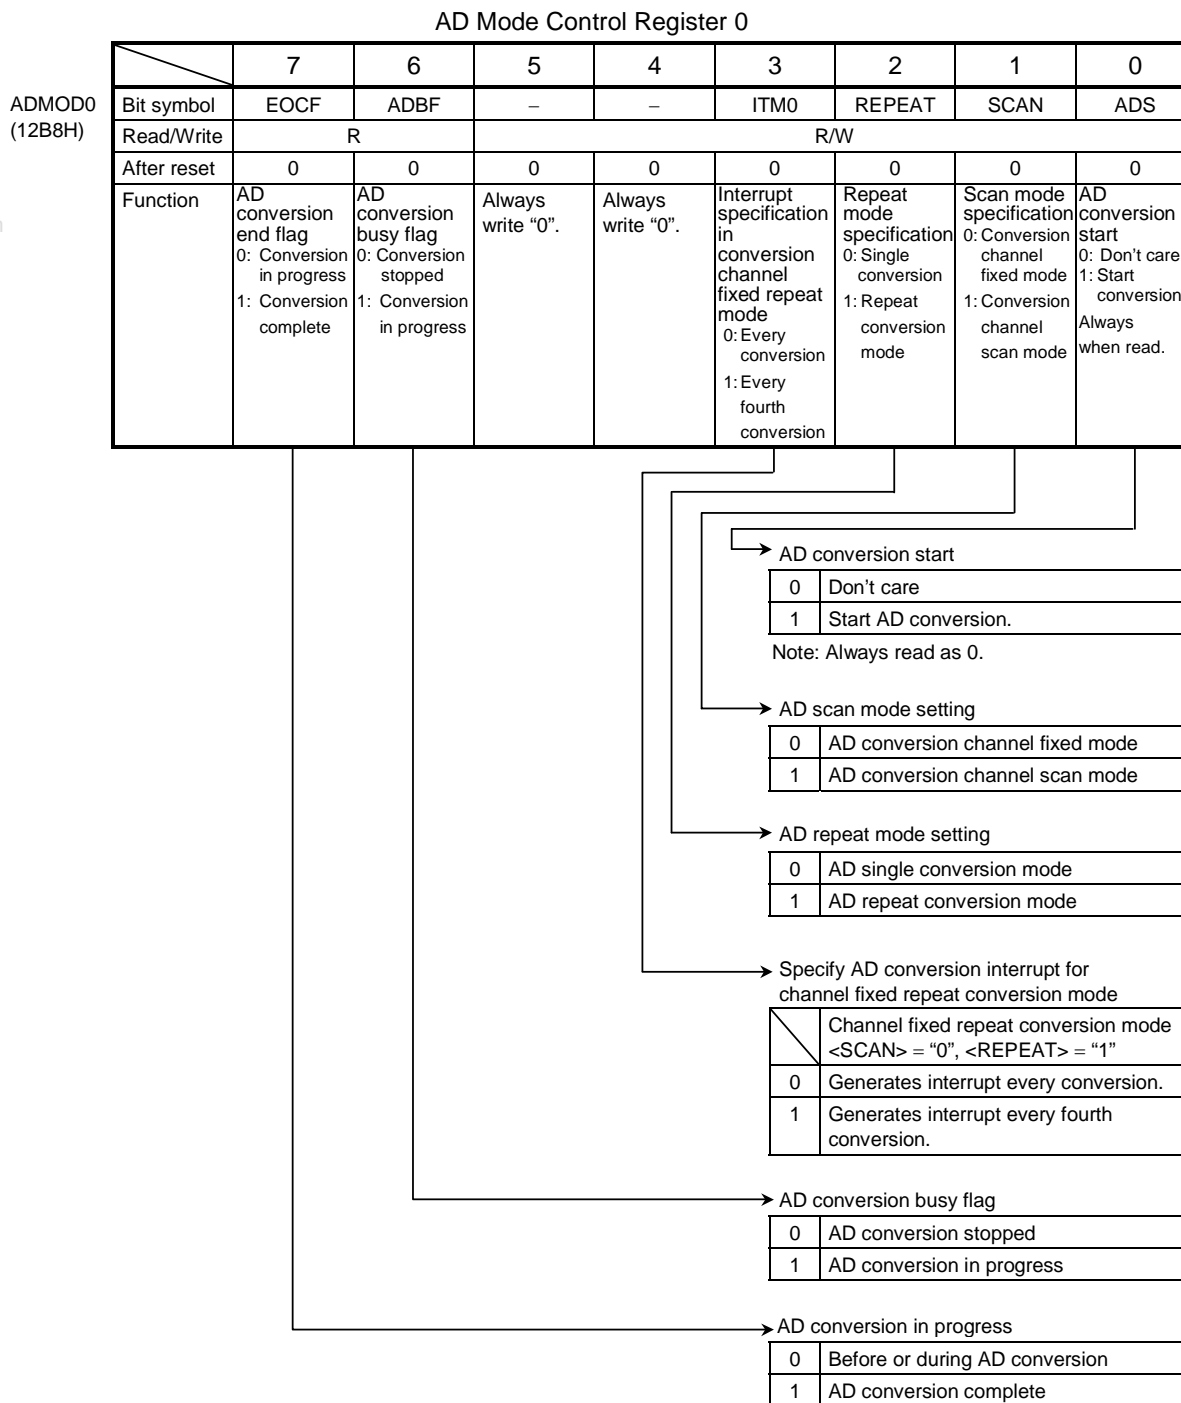 AD Mode Control Register 0
7 6 5 4 3 2 1 0
ADMOD0 (12B8H)
Bit symbol EOCF ADBF – – ITM0 REPEAT SCAN ADS
Read/Write R R/W
After reset 0 0 0 0 0 0 0 0
Function
AD
conversion
end flag
0: Conversion
in progress
1: Conversion
complete
AD
conversion
busy flag
0: Conversion
stopped
1: Conversion
in progress
Always
write “0”.
Always
write “0”.
Interrupt
specification
in
conversion
channel
fixed repeat
mode
0: Every
conversion
1: Every
fourth
conversion
Repeat
mode
specification
0: Single
conversion
1: Repeat
conversion
mode
Scan mode
specification
0: Conversion
channel
fixed mode
1: Conversion
channel
scan mode
AD
conversion
start
0: Don't care
1: Start
conversion
Always
when read.
AD conversion start
0 Don’t care
1 Start AD conversion.
Note: Always read as 0.
AD scan mode setting
0 AD conversion channel fixed mode
1 AD conversion channel scan mode
AD repeat mode setting
0 AD single conversion mode
1 AD repeat conversion mode
Specify AD conversion interrupt for
channel fixed repeat conversion mode
Channel fixed repeat conversion mode
<SCAN> = “0”, <REPEAT> = “1”
0 Generates interrupt every conversion.
1 Generates interrupt every fourth
conversion.
AD conversion busy flag
0 AD conversion stopped
1 AD conversion in progress
AD conversion in progress
0 Before or during AD conversion
1 AD conversion complete